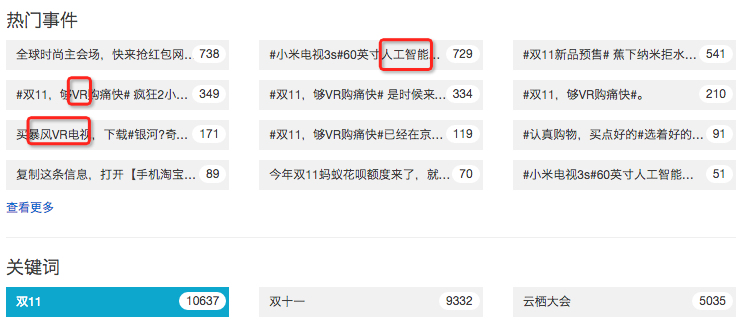 热门事件
全球时尚主会场，快来抢红包网… 738
#小米电视3s#60英寸人工智能… 729
#双11新品预售# 蕉下纳米拒水… 541
#双11，够VR购痛快# 疯狂2小… 349
#双11，够VR购痛快# 是时候来… 334
#双11，够VR购痛快#。 210
买暴风VR电视，下载#银河?奇… 171
#双11，够VR购痛快#已经在京… 119
#认真购物，买点好的#选着好的… 91
复制这条信息，打开【手机淘宝… 89
今年双11蚂蚁花呗额度来了，就… 70
#小米电视3s#60英寸人工智能… 51
查看更多
关键词
双11 10637
双十一 9332
云栖大会 5035